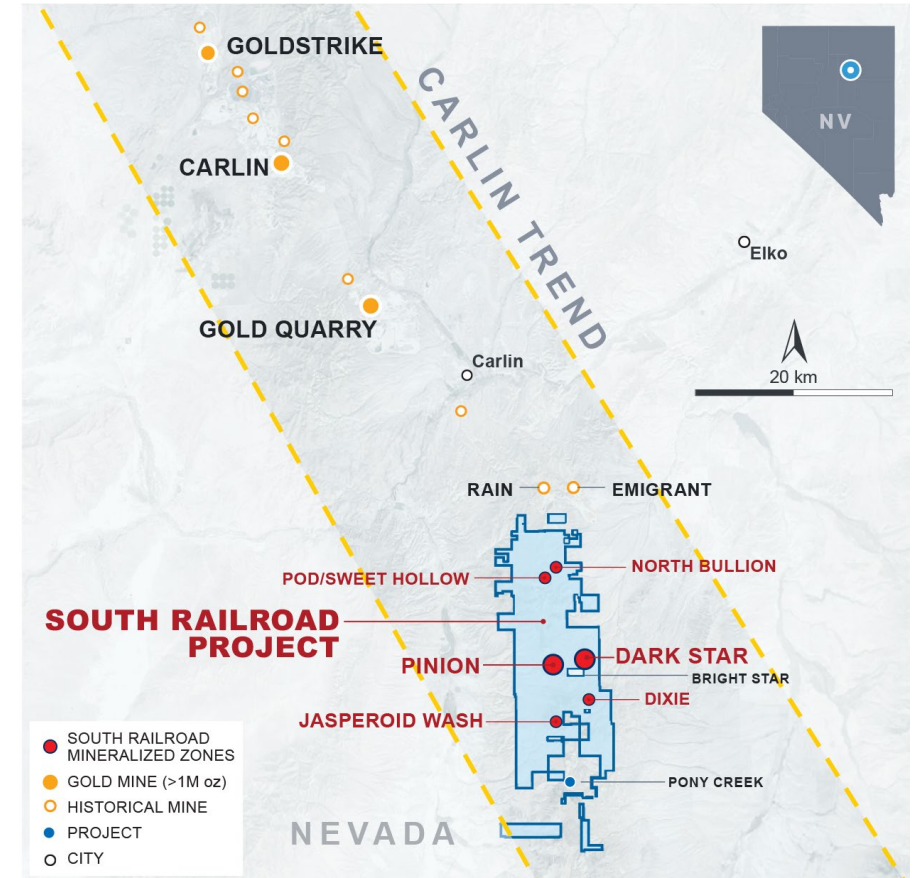 GOLDSTRIKE
CARLIN TREND
NV
CARLIN
Elko
GOLD QUARRY
Carlin
20 km
RAIN
EMIGRANT
NORTH BULLION
POD/SWEET HOLLOW
SOUTH RAILROAD
PROJECT
DARK STAR
PINION
BRIGHT STAR
DIXIE
JASPEROID WASH
PONY CREEK
NEVADA
SOUTH RAILROAD
MINERALIZED ZONES
GOLD MINE (>1M oz)
HISTORICAL MINE
PROJECT
CITY